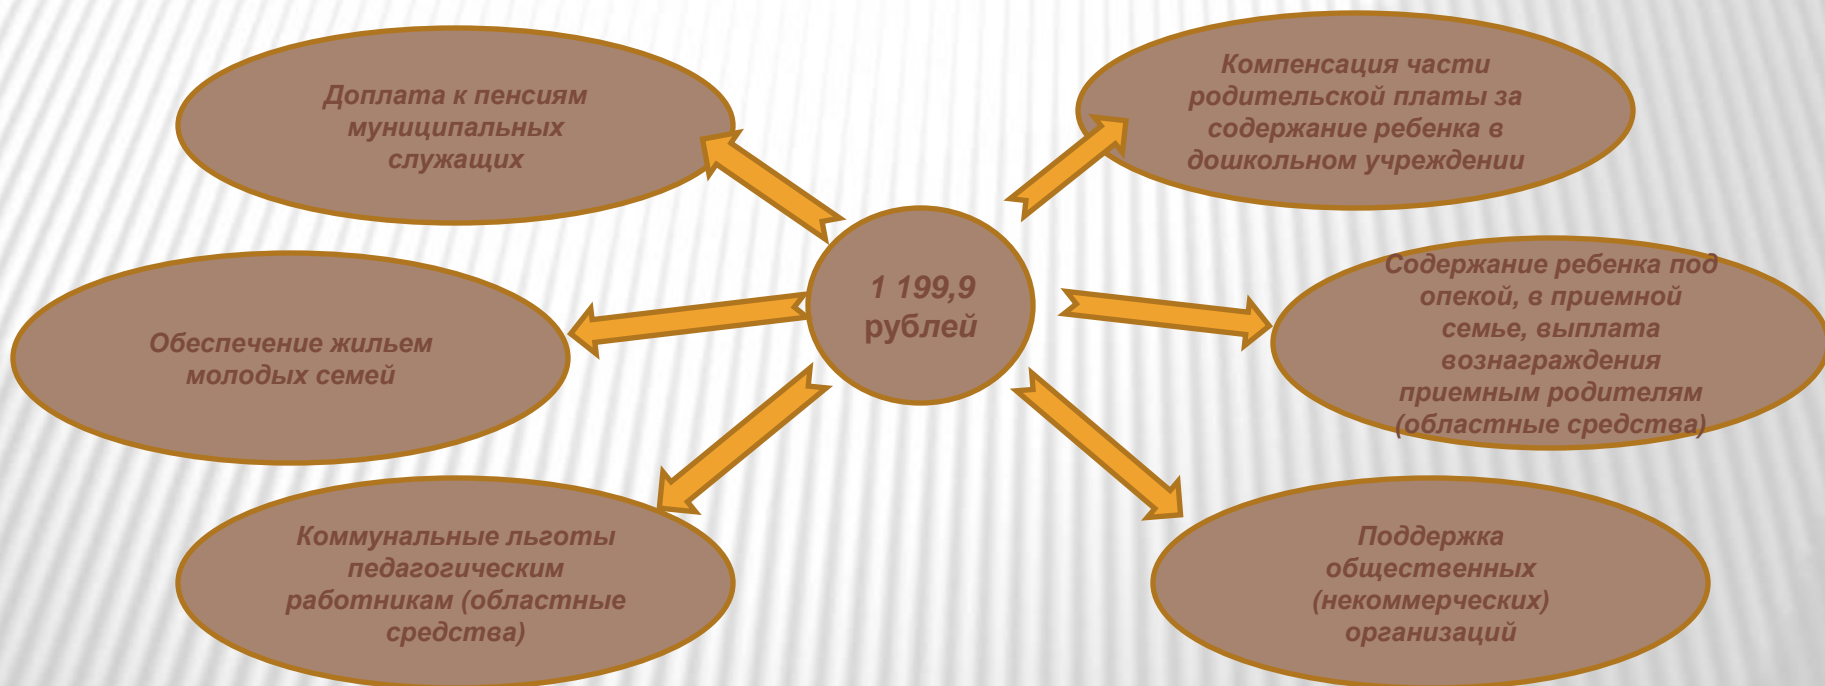 Доплата к пенсиям
муниципальных
служащих
Компенсация части
родительской платы за
содержание ребенка в
дошкольном учреждении
1 199,9
рублей
Обеспечение жильем
молодых семей
Содержание ребенка под
опекой, в приемной
семье, выплата
вознаграждения
приемным родителям
(областные средства)
Коммунальные льготы
педагогическим
работникам (областные
средства)
Поддержка
общественных
(некоммерческих)
организаций